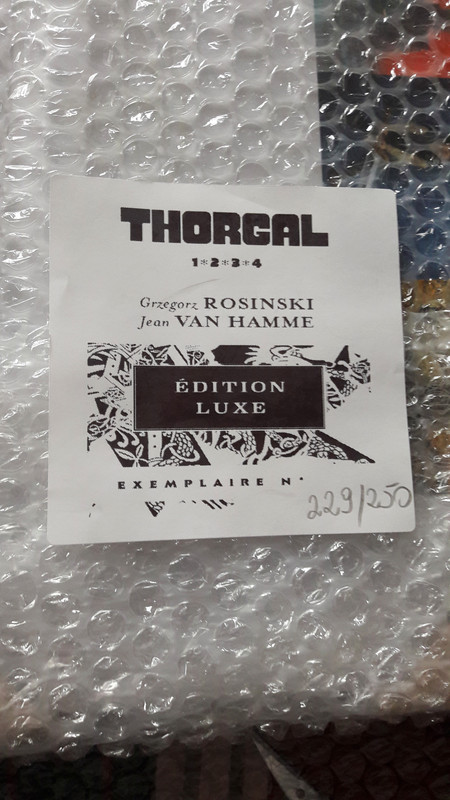 THORGAL
1*2*3*4
Grzegorz ROSINSKI
Jean VAN HAMME
ÉDITION
LUXE
EXEMPLAIRE N°
229/250